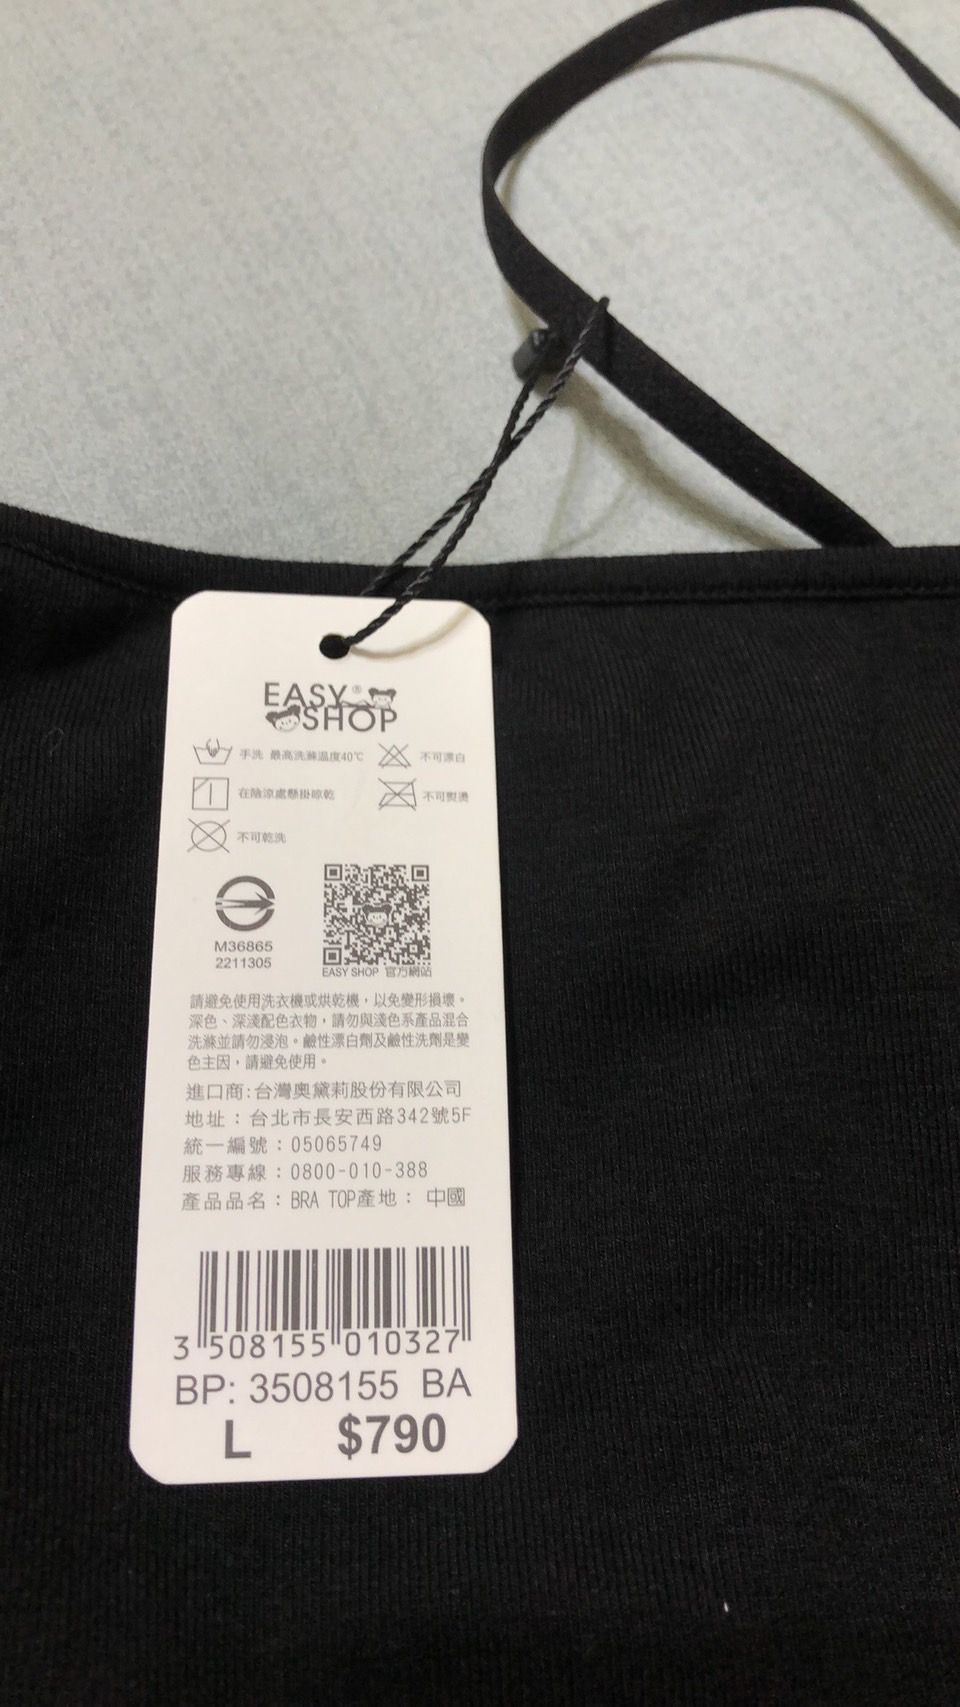 EASY®
SHOP
手洗 最高洗滌溫度40℃ 不可漂白
在陰涼處懸掛晾乾 不可熨燙
不可乾洗
M36865
2211305
EASY SHOP 官方網站
請避免使用洗衣機或烘乾機，以免變形損壞。
深色、深淺配色衣物，請勿與淺色系產品混合
洗滌並請勿浸泡。鹼性漂白劑及鹼性洗劑是變
色主因，請避免使用。
進口商:台灣奧黛莉股份有限公司
地址：台北市長安西路342號5F
統一編號：05065749
服務專線：0800-010-388
產品品名：BRA TOP產地： 中國
3 508155 010327
BP: 3508155 BA
L $790